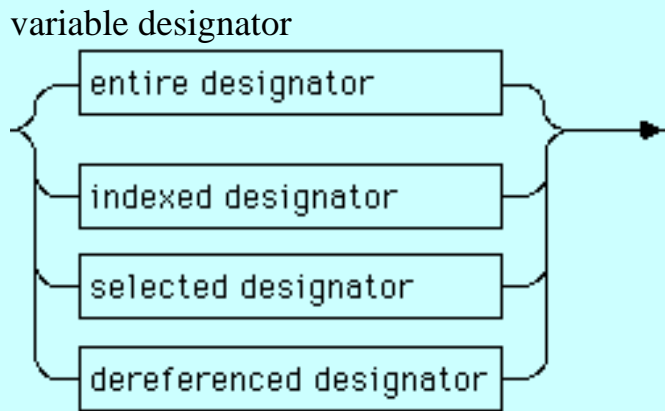 variable designator
entire designator
indexed designator
selected designator
dereferenced designator